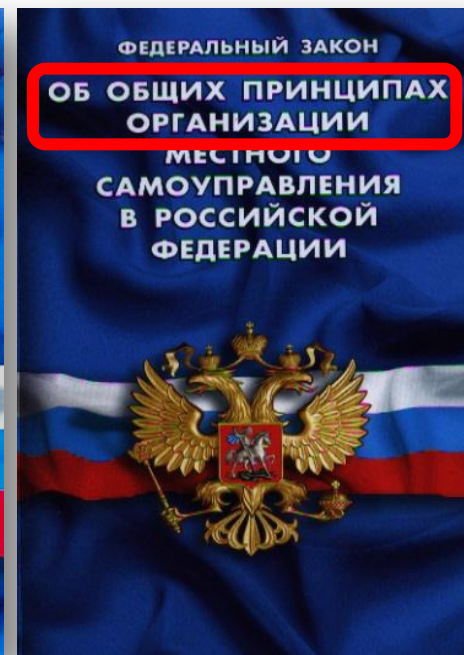 ФЕДЕРАЛЬНЫЙ ЗАКОН
ОБ ОБЩИХ ПРИНЦИПАХ
ОРГАНИЗАЦИИ
МЕСТНОГО
САМОУПРАВЛЕНИЯ
В РОССИЙСКОЙ
ФЕДЕРАЦИИ